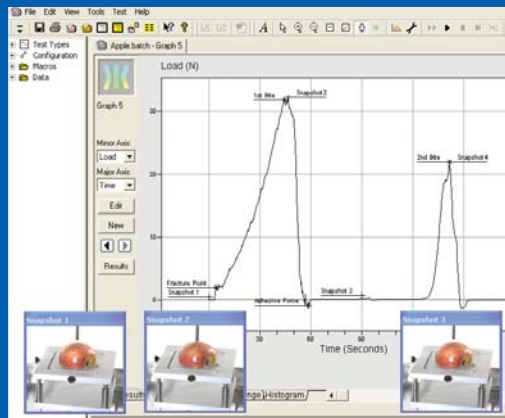 File Edit View Tools Test Help
Test Types
Configuration
Macros
Data
Apple.batch - Graph 5
Graph 5
Minor Axis:
Load
Major Axis:
Time
Edit
New
Results
Load (N)
30
20
10
0
1st Bite
Snapshot 2
2nd Bite
Snapshot 4
Fracture Point
Snapshot 1
Adhesive Force
Snapshot 3
30
60
90
Time (Seconds)
Histogram
Snapshot 1
Snapshot 2
Snapshot 3